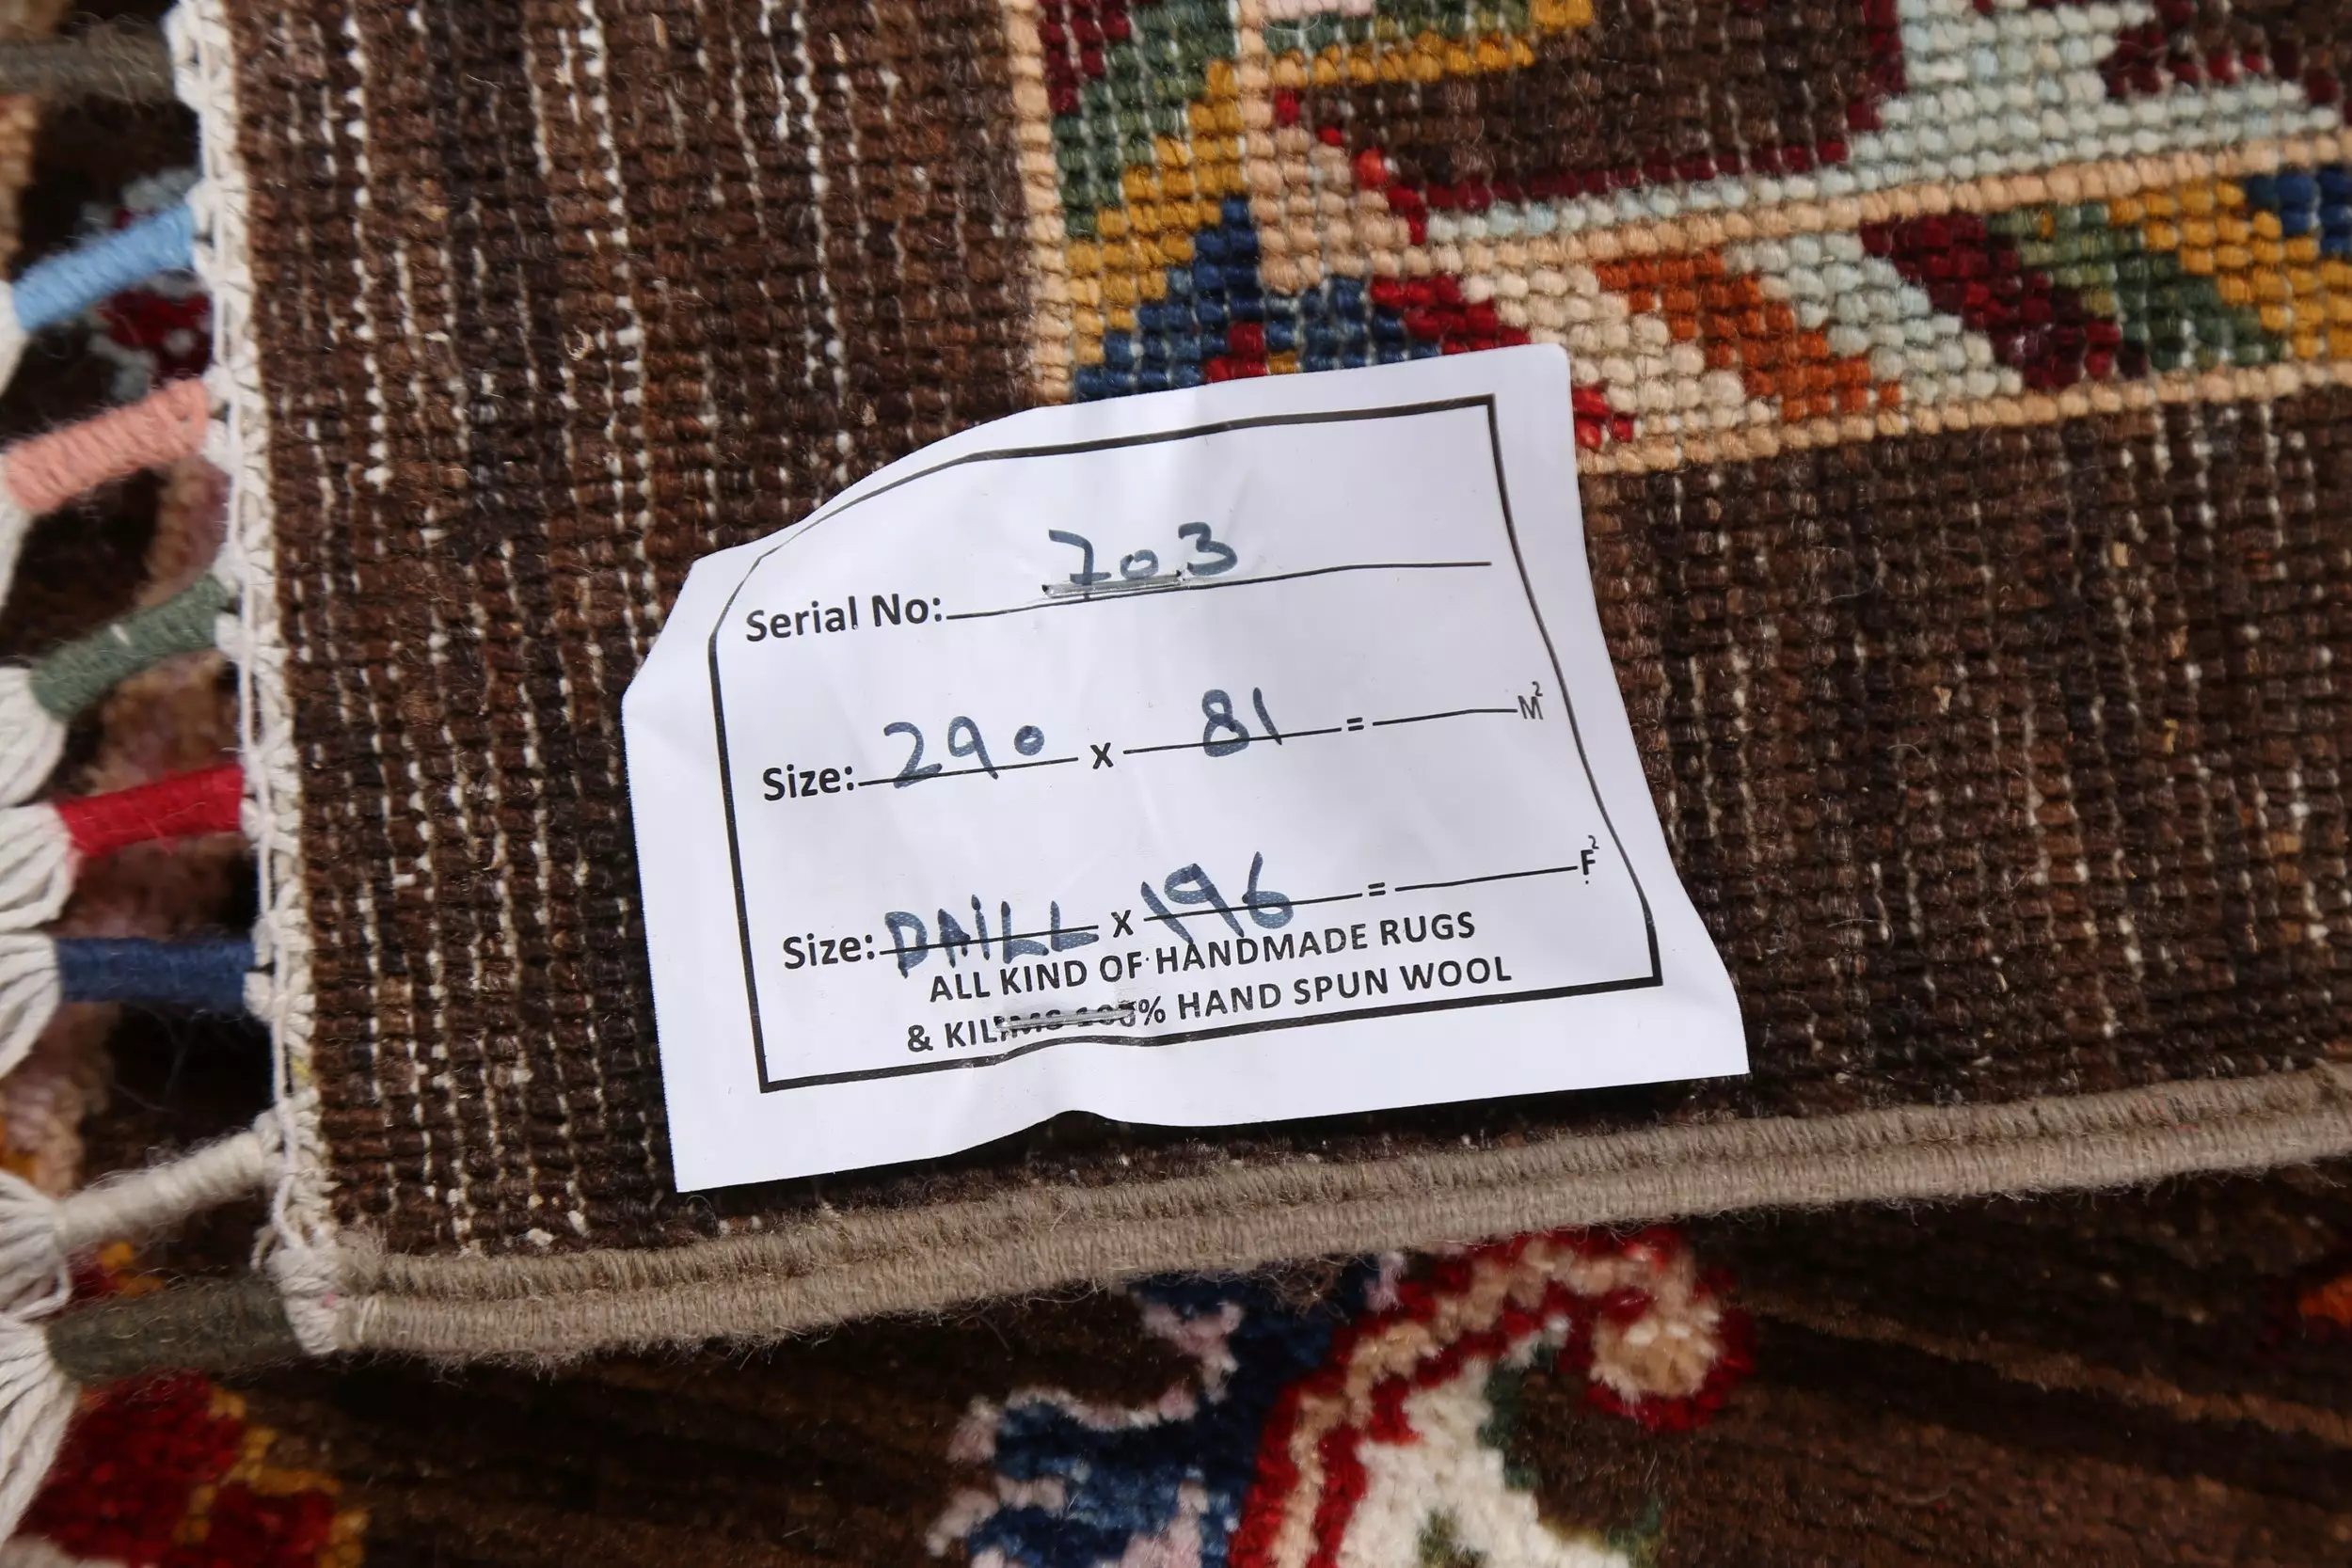 Serial No: 703
Size: 290 x 81 = M²
Size: DAILL x 196 = F²
ALL KIND OF HANDMADE RUGS
& KILIMS 100% HAND SPUN WOOL